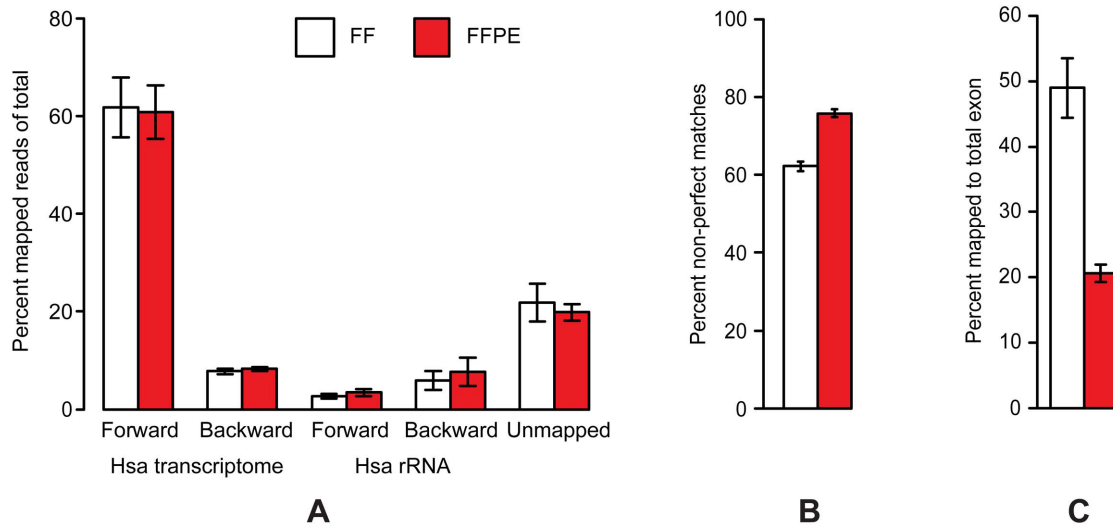 Percent mapped reads of total
80
60
40
20
0
FF
FFPE
Forward Backward Forward Backward Unmapped
Hsa transcriptome Hsa rRNA
A
Percent non-perfect matches
100
80
60
40
20
0
B
Percent mapped to total exon
60
50
40
30
20
10
0
C